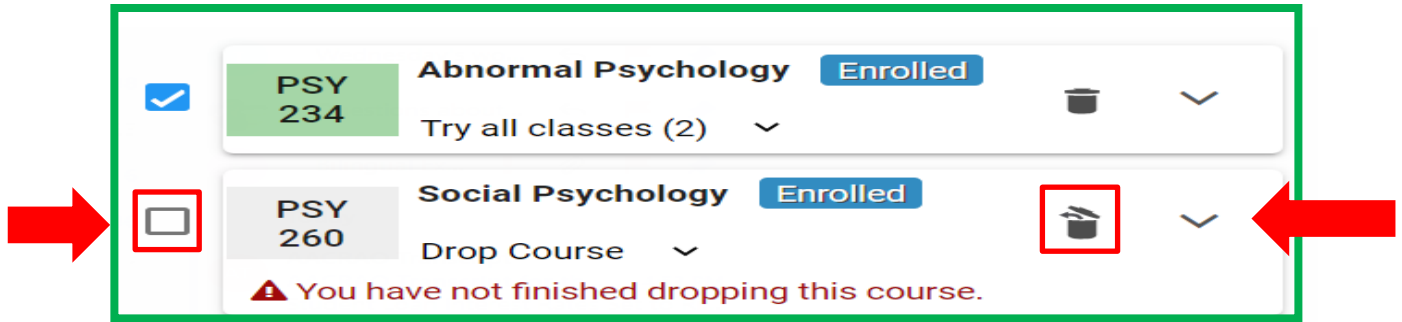 PSY
234
Abnormal Psychology Enrolled
Try all classes (2)
PSY
260
Social Psychology Enrolled
Drop Course
You have not finished dropping this course.